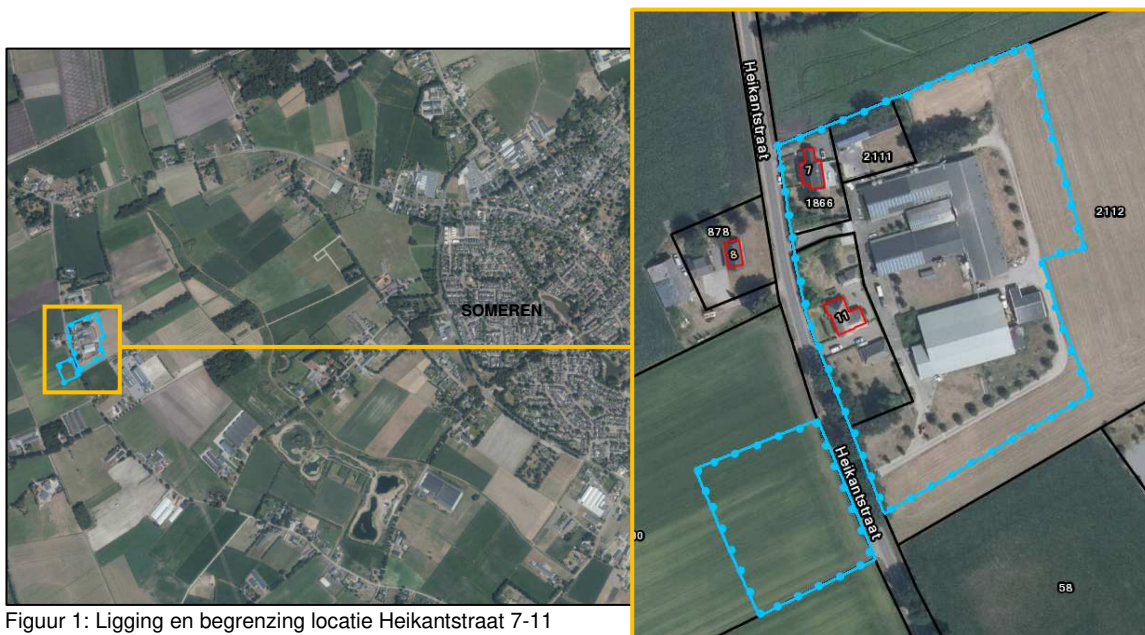 SOMEREN
Figuur 1: Ligging en begrenzing locatie Heikantstraat 7-11
Heikantstraat
7
2111
1866
2112
878
8
11
Heikantstraat
58